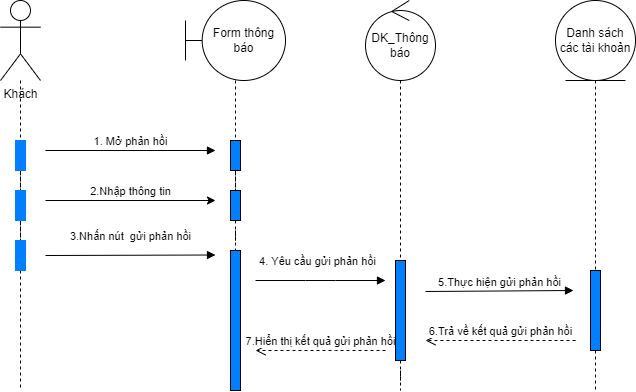 Form thông
báo
DK_Thông
báo
Danh sách
các tài khoản
Khách
1. Mở phản hồi
2.Nhập thông tin
3.Nhấn nút gửi phản hồi
4. Yêu cầu gửi phản hồi
5.Thực hiện gửi phản hồi
6.Trả về kết quả gửi phản hồi
7.Hiển thị kết quả gửi phản hồi